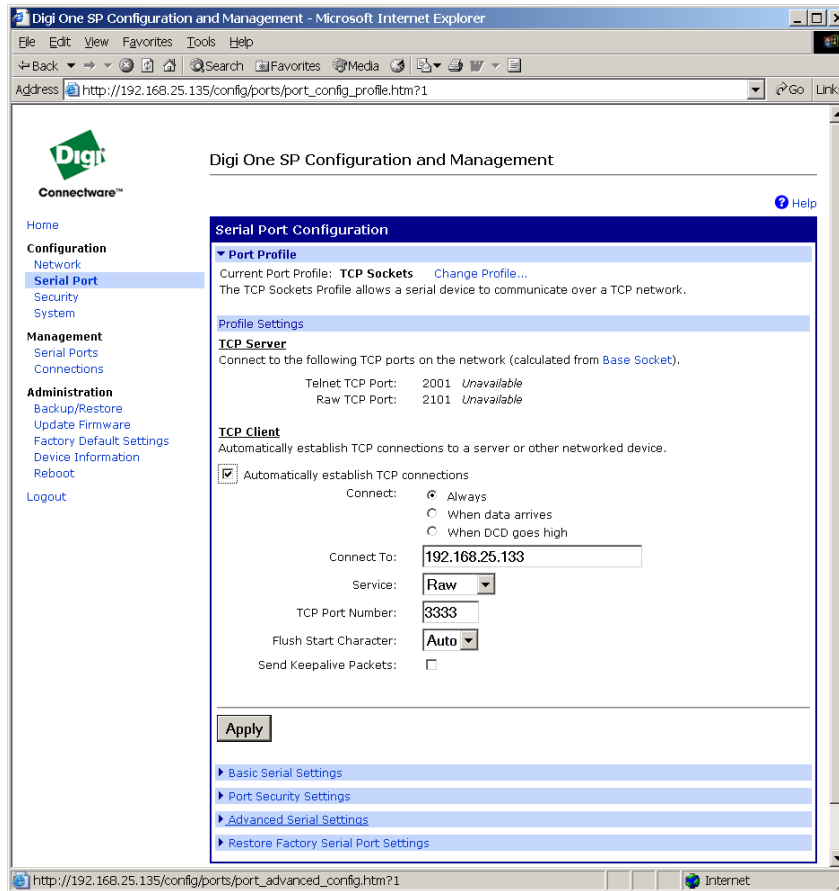 Digi One SP Configuration and Management - Microsoft Internet Explorer
File Edit View Favorites Tools Help
Back Search Favorites Media
Address http://192.168.25.135/config/ports/port_config_profile.htm?1 Go Link
Digi
Connectware™
Digi One SP Configuration and Management
Help
Home
Configuration
Network
Serial Port
Security
System
Management
Serial Ports
Connections
Administration
Backup/Restore
Update Firmware
Factory Default Settings
Device Information
Reboot
Logout
Serial Port Configuration
Port Profile
Current Port Profile: TCP Sockets Change Profile...
The TCP Sockets Profile allows a serial device to communicate over a TCP network.
Profile Settings
TCP Server
Connect to the following TCP ports on the network (calculated from Base Socket).
Telnet TCP Port: 2001 Unavailable
Raw TCP Port: 2101 Unavailable
TCP Client
Automatically establish TCP connections to a server or other networked device.
Automatically establish TCP connections
Connect: Always
When data arrives
When DCD goes high
Connect To: 192.168.25.133
Service: Raw
TCP Port Number: 3333
Flush Start Character: Auto
Send Keepalive Packets:
Apply
Basic Serial Settings
Port Security Settings
Advanced Serial Settings
Restore Factory Serial Port Settings
http://192.168.25.135/config/ports/port_advanced_config.htm?1 Internet